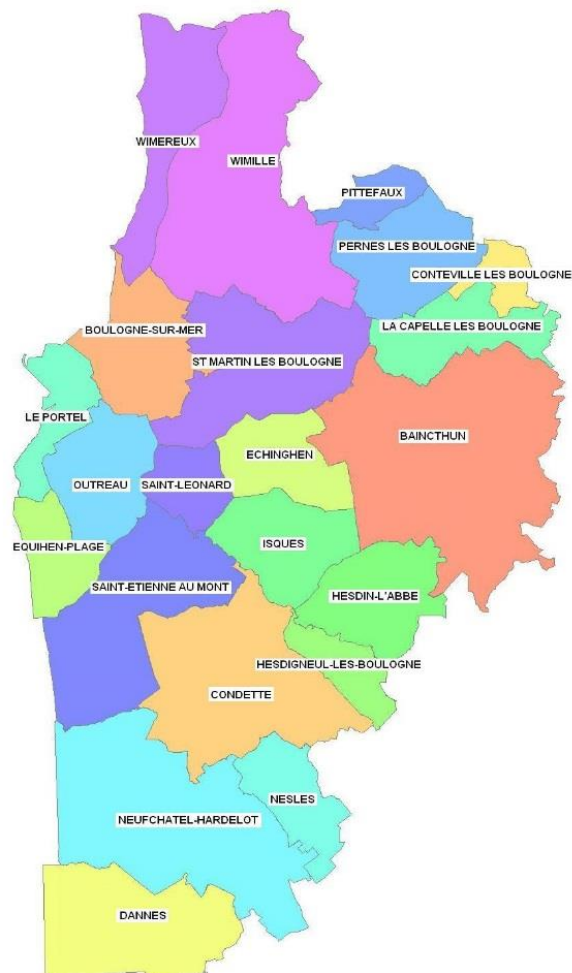 WIMEREUX
WIMILLE
PITTEFAUX
PERNES LES BOULOGNE
CONTEVILLE LES BOULOGNE
BOULOGNE-SUR-MER
LA CAPELLE LES BOULOGNE
ST MARTIN LES BOULOGNE
LE PORTEL
BAINCTHUN
ECHINGHEN
OUTREAU
SAINT-LEONARD
ISQUES
EQUIHEN-PLAGE
SAINT-ETIENNE AU MONT
HESDIN-L'ABBE
HESDIGNEUL-LES-BOULOGNE
CONDETTE
NESLES
NEUFCHATEL-HARDELOT
DANNES